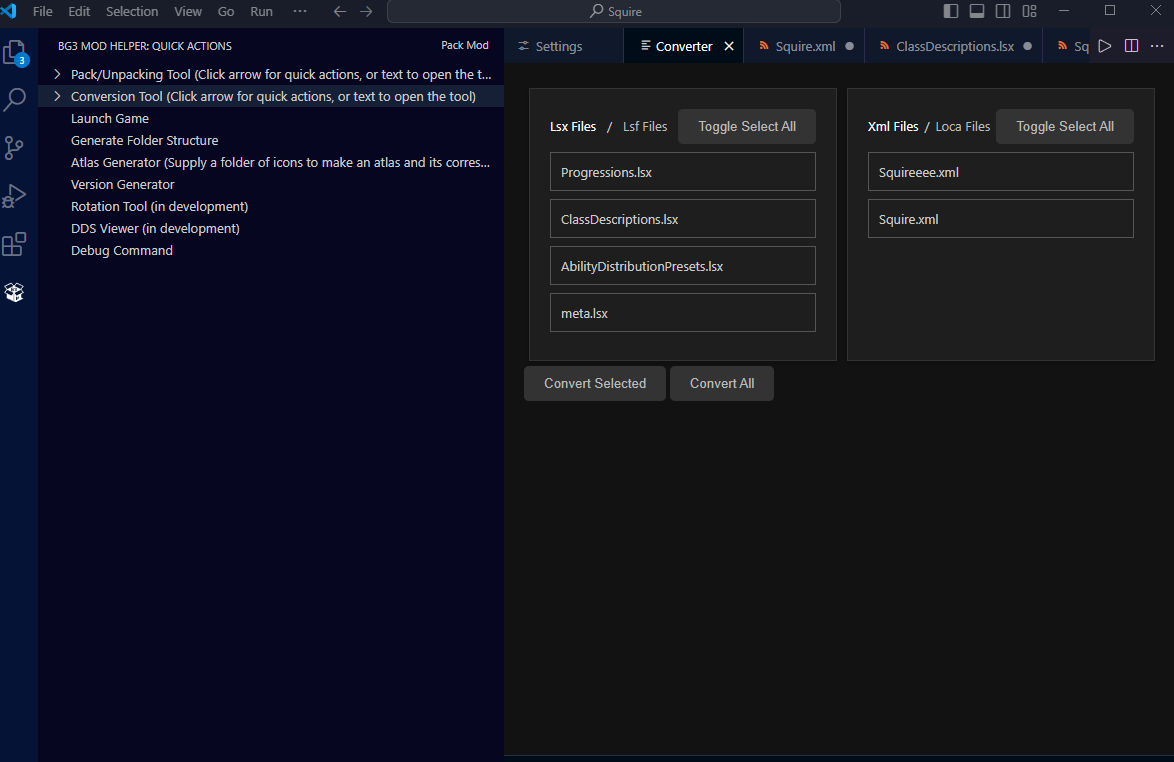 File Edit Selection View Go Run ··· Squire
3
BG3 MOD HELPER: QUICK ACTIONS Pack Mod
Pack/Unpacking Tool (Click arrow for quick actions, or text to open the t...
Conversion Tool (Click arrow for quick actions, or text to open the tool)
Launch Game
Generate Folder Structure
Atlas Generator (Supply a folder of icons to make an atlas and its corres...
Version Generator
Rotation Tool (in development)
DDS Viewer (in development)
Debug Command
Settings Converter Squire.xml ClassDescriptions.lsx Sq ···
Lsx Files / Lsf Files Toggle Select All
Progressions.lsx
ClassDescriptions.lsx
AbilityDistributionPresets.lsx
meta.lsx
Xml Files / Loca Files Toggle Select All
Squireeee.xml
Squire.xml
Convert Selected Convert All